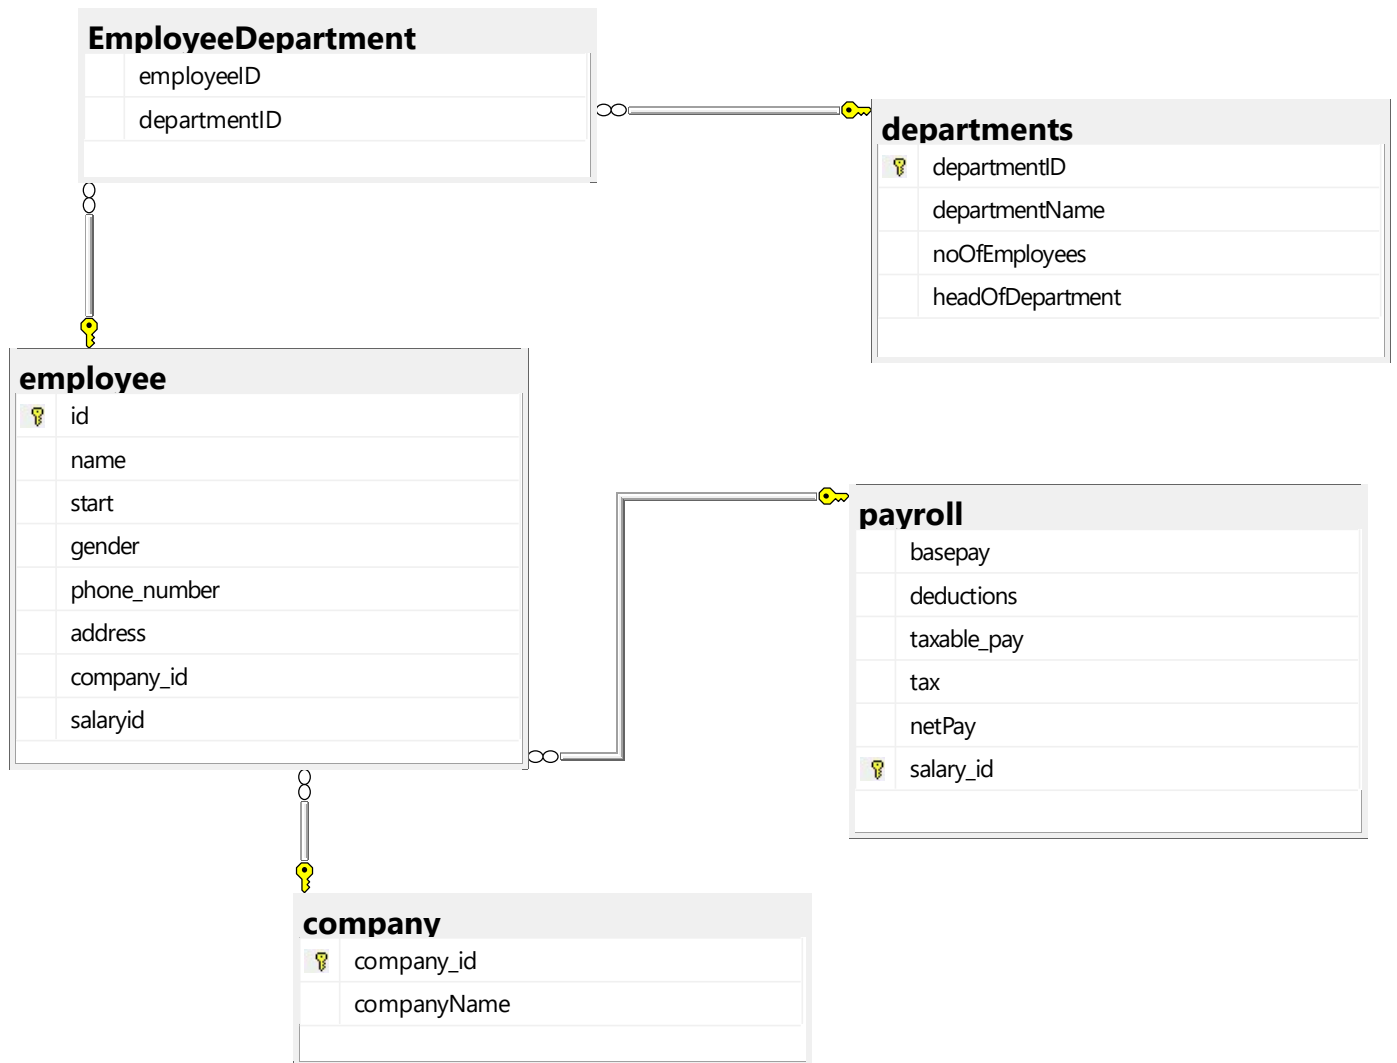 EmployeeDepartment
employeeID
departmentID
departments
departmentID
departmentName
noOfEmployees
headOfDepartment
employee
id
name
start
gender
phone_number
address
company_id
salaryid
payroll
basepay
deductions
taxable_pay
tax
netPay
salary_id
company
company_id
companyName